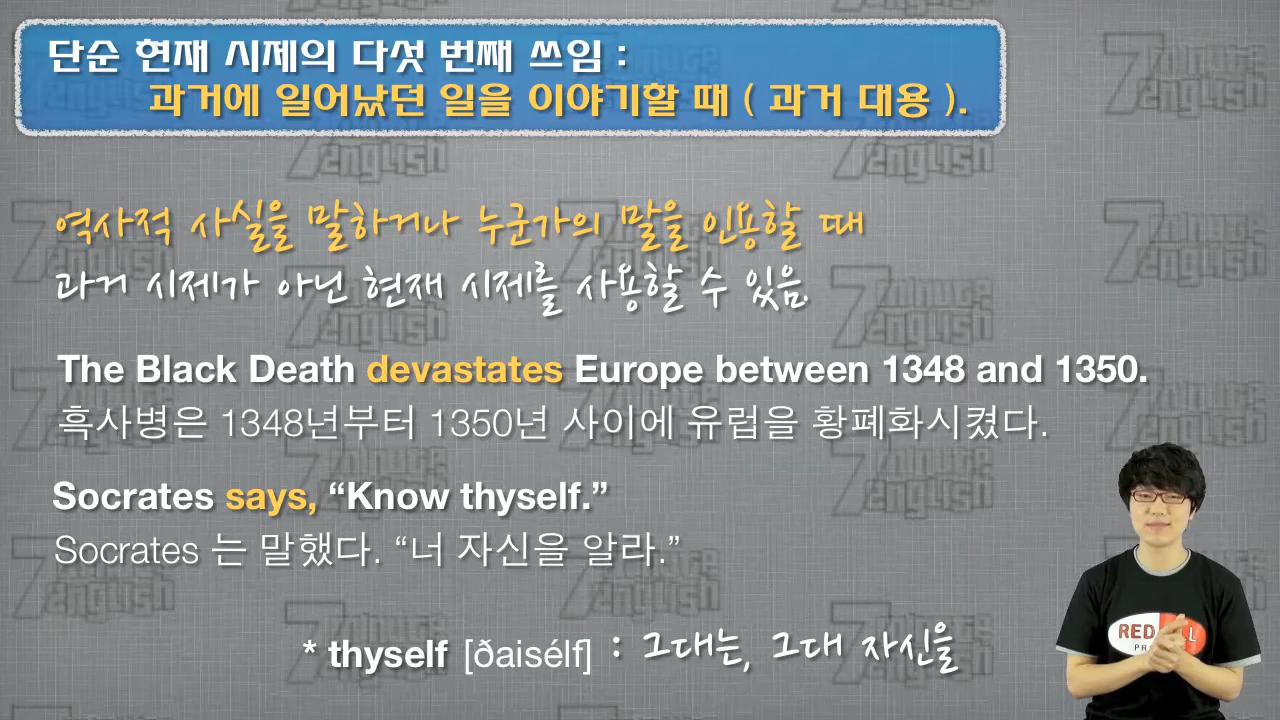 단순 현재 시제의 다섯 번째 쓰임 :
과거에 일어났던 일을 이야기할 때 ( 과거 대용 ).
역사적 사실을 말하거나 누군가의 말을 인용할 때
과거 시제가 아닌 현재 시제를 사용할 수 있음.
The Black Death devastates Europe between 1348 and 1350.
흑사병은 1348년부터 1350년 사이에 유럽을 황폐화시켰다.
Socrates says, “Know thyself.”
Socrates 는 말했다. “너 자신을 알라.”
* thyself [ðaisélf] : 그대는, 그대 자신을
7 minute English